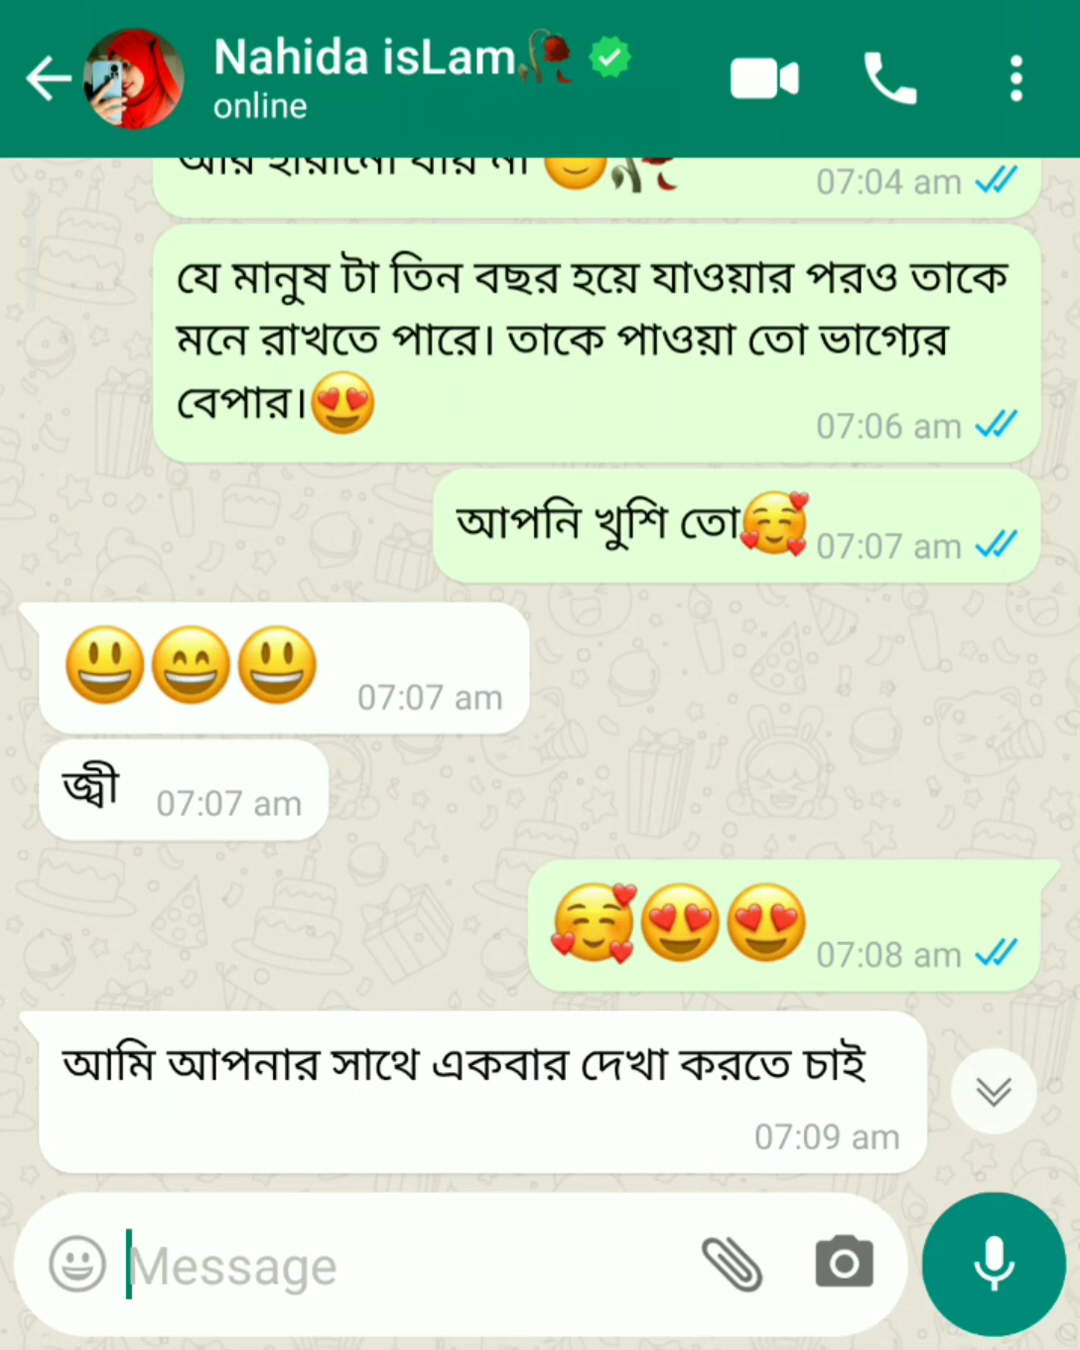 Nahida isLam🥀
online
আর হারানো যায় না 🙂🥀
07:04 am
যে মানুষ টা তিন বছর হয়ে যাওয়ার পরও তাকে
মনে রাখতে পারে। তাকে পাওয়া তো ভাগ্যের
বেপার।😍
07:06 am
আপনি খুশি তো🥰 07:07 am
😃😄😃 07:07 am
জ্বী 07:07 am
🥰😍😍 07:08 am
আমি আপনার সাথে একবার দেখা করতে চাই
07:09 am
Message